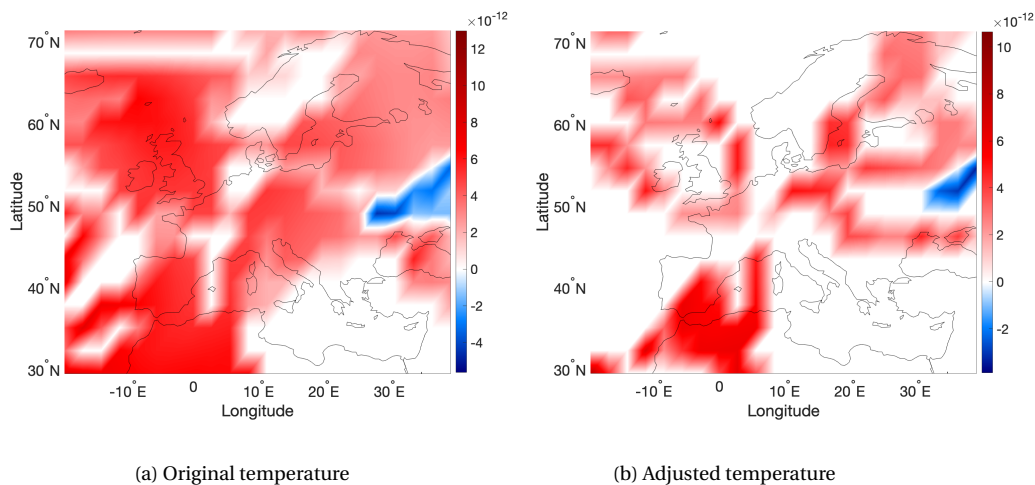 ×10⁻¹²
×10⁻¹²
70°N
60°N
50°N
40°N
30°N
Latitude
-10°E
0
10°E
20°E
30°E
Longitude
12
10
8
6
4
2
0
-2
-4
70°N
60°N
50°N
40°N
30°N
Latitude
-10°E
0
10°E
20°E
30°E
Longitude
10
8
6
4
2
0
-2
(a) Original temperature
(b) Adjusted temperature